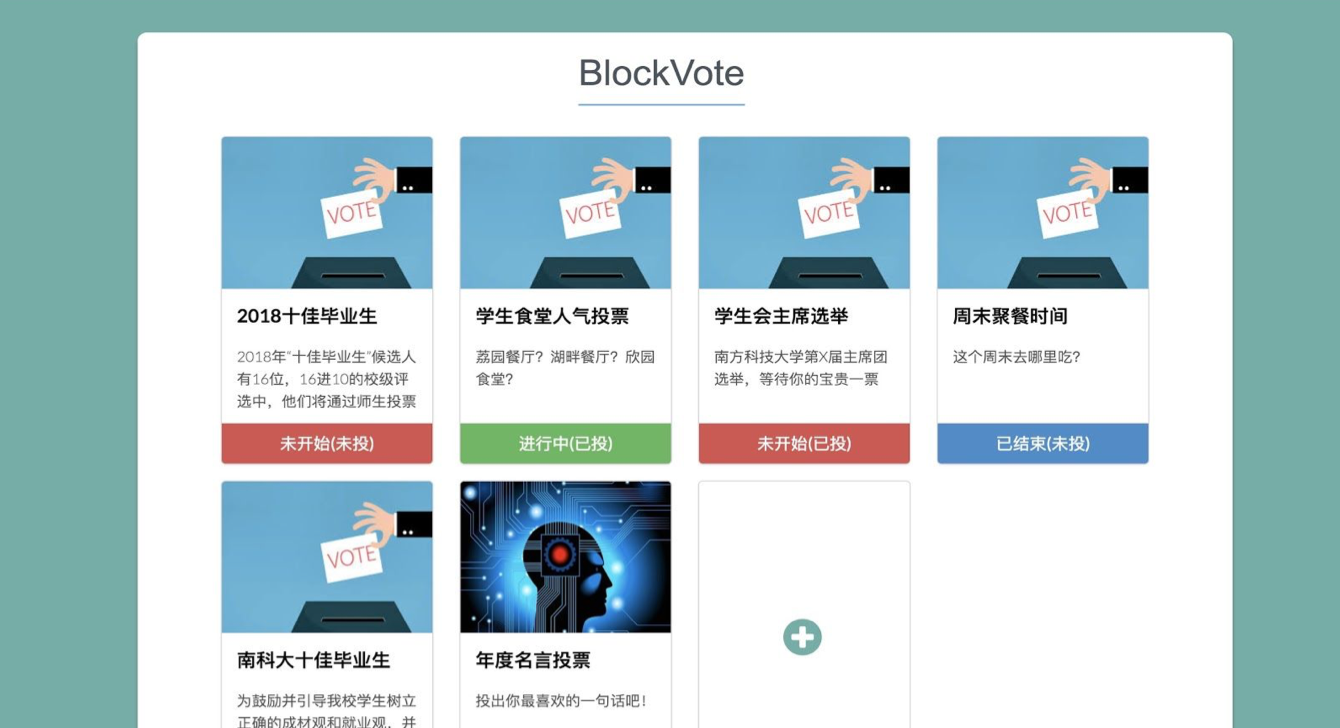 BlockVote
VOTE
VOTE
VOTE
VOTE
2018十佳毕业生
2018年“十佳毕业生”候选人
有16位，16进10的校级评
选中，他们将通过师生投票
未开始(未投)
学生食堂人气投票
荔园餐厅？湖畔餐厅？欣园
食堂？
进行中(已投)
学生会主席选举
南方科技大学第X届主席团
选举，等待你的宝贵一票
未开始(已投)
周末聚餐时间
这个周末去哪里吃？
已结束(未投)
VOTE
南科大十佳毕业生
为鼓励并引导我校学生树立
正确的成材观和就业观，并
年度名言投票
投出你最喜欢的一句话吧！